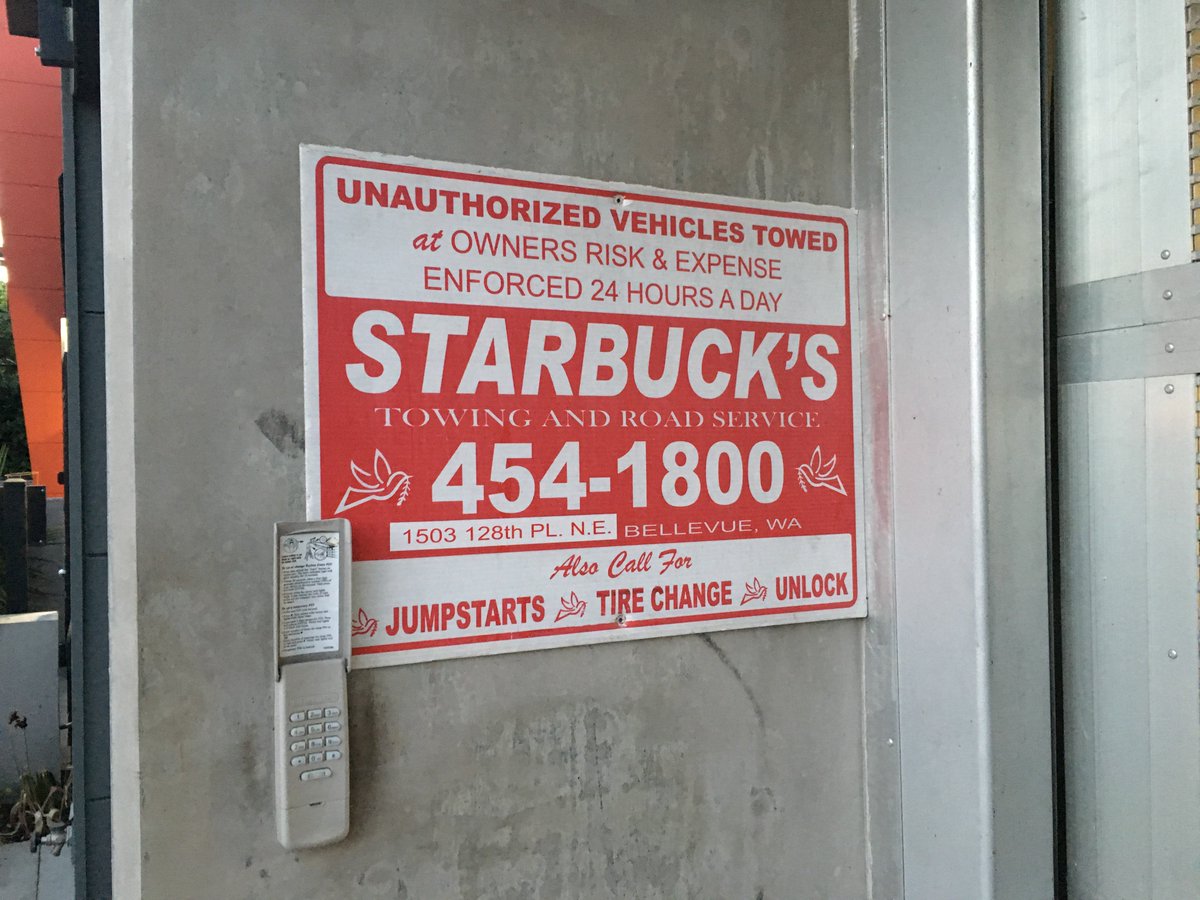 UNAUTHORIZED VEHICLES TOWED
at OWNERS RISK & EXPENSE
ENFORCED 24 HOURS A DAY
STARBUCK'S
TOWING AND ROAD SERVICE
454-1800
1503 128th PL. N.E. BELLEVUE, WA
Also Call For
JUMPSTARTS TIRE CHANGE UNLOCK